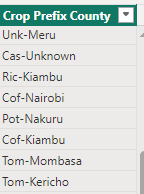 Crop Prefix County
Unk-Meru
Cas-Unknown
Ric-Kiambu
Cof-Nairobi
Pot-Nakuru
Cof-Kiambu
Tom-Mombasa
Tom-Kericho